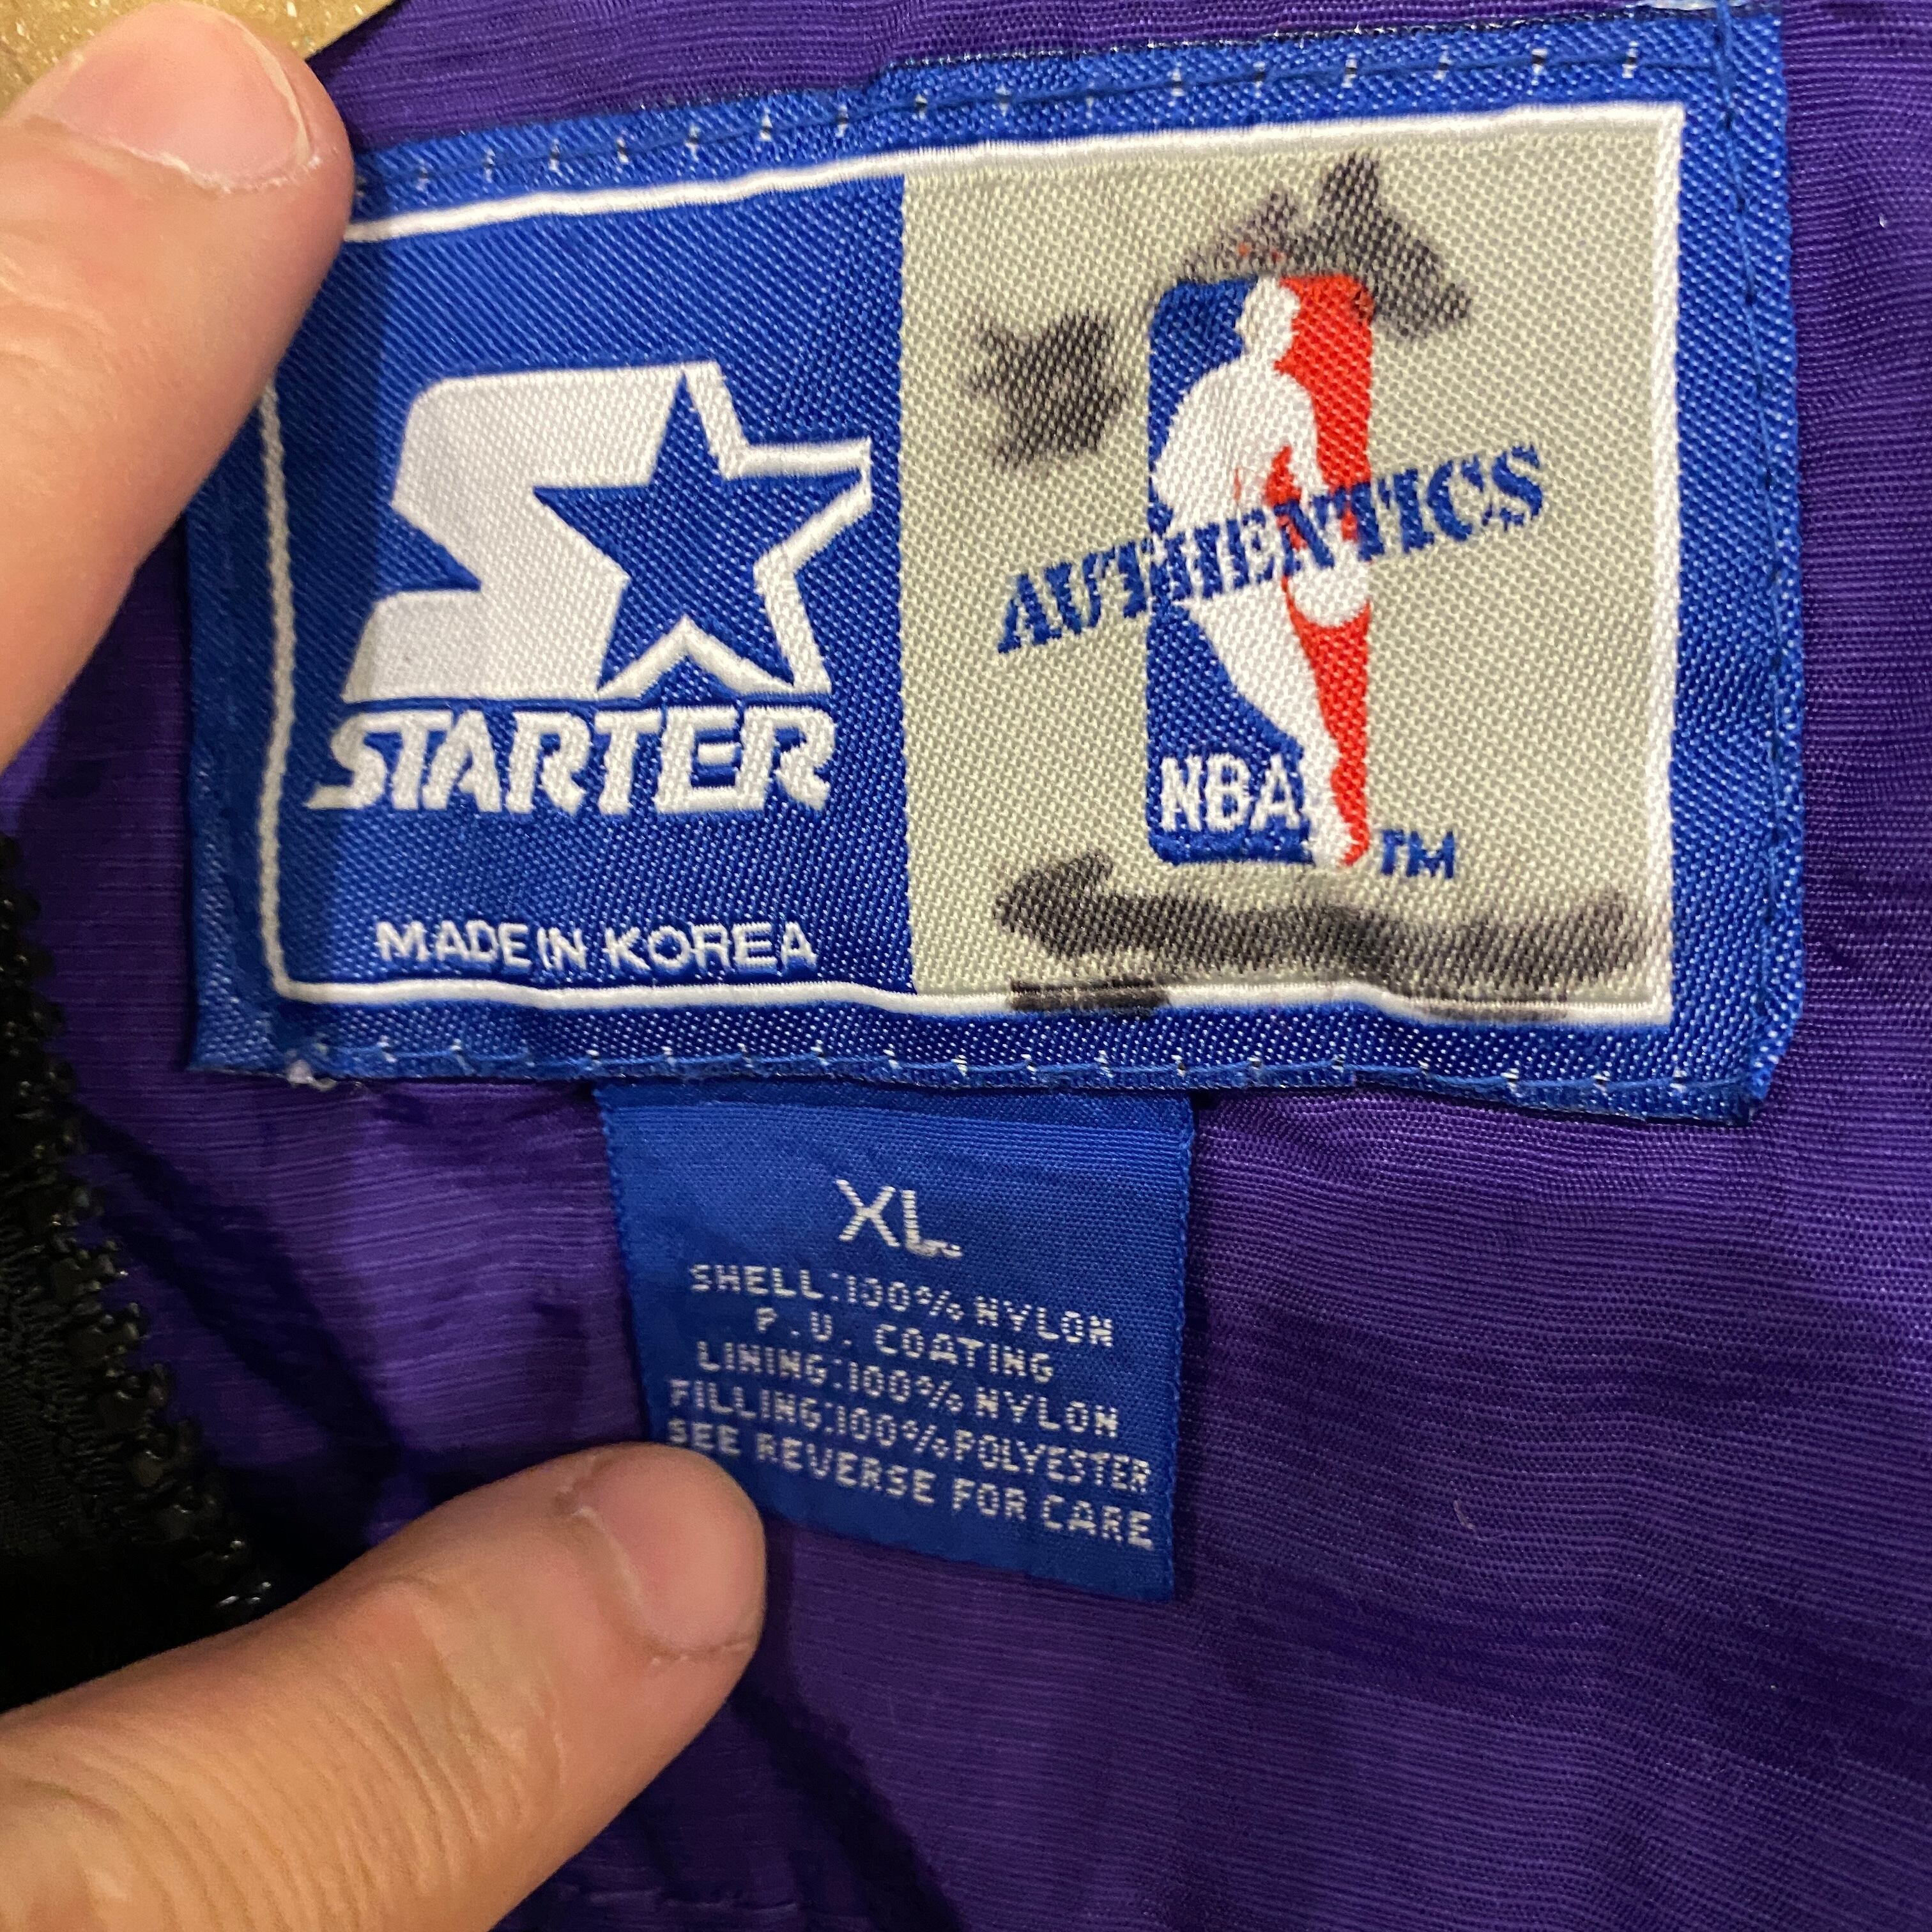 STARTER
MADE IN KOREA
AUTHENTICS
NBA
TM
XL
SHELL:100% NYLON
P.U. COATING
LINING:100% NYLON
FILLING:100% POLYESTER
SEE REVERSE FOR CARE